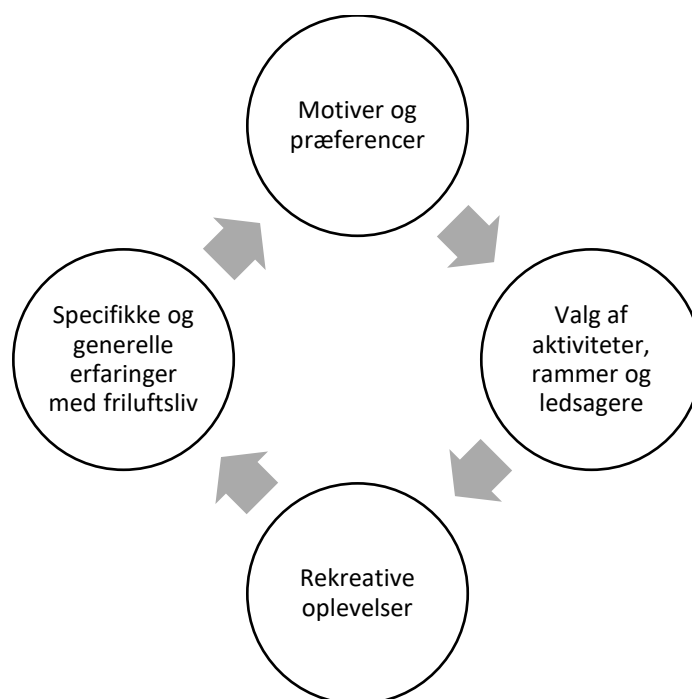 Motiver og
præferencer
Valg af
aktiviteter,
rammer og
ledsagere
Rekreative
oplevelser
Specifikke og
generelle
erfaringer
med friluftsliv